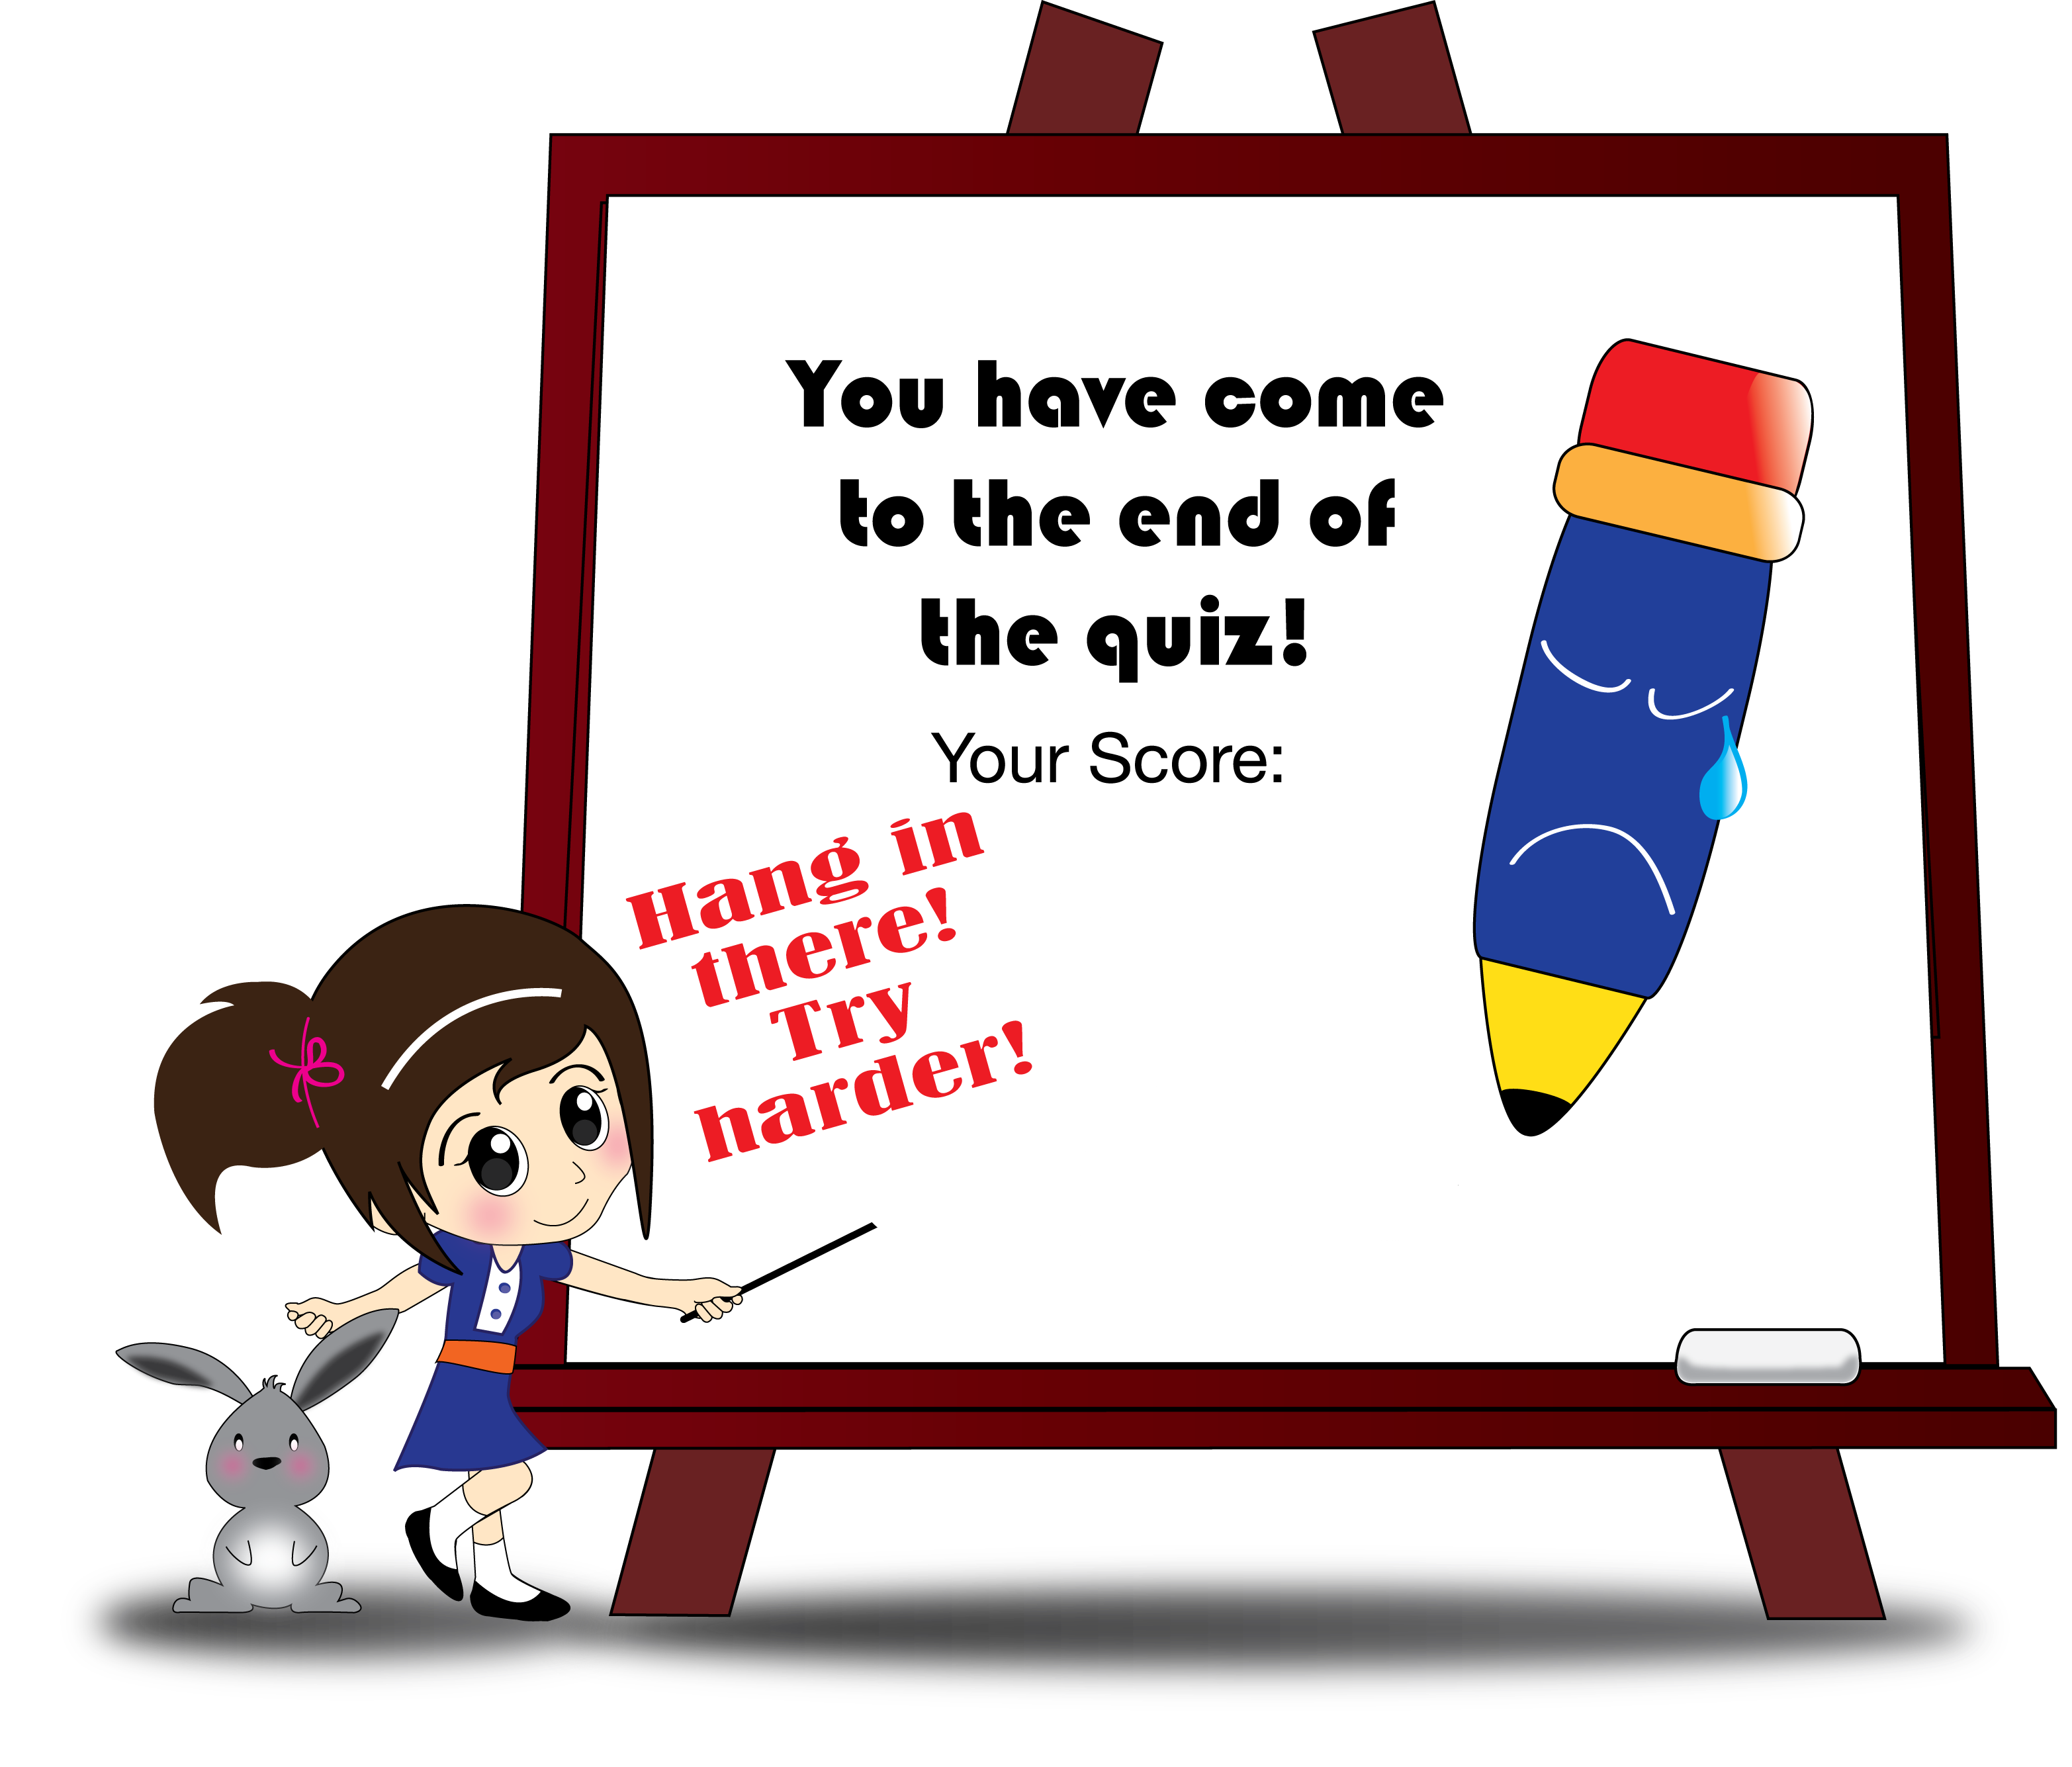 You have come
to the end of
the quiz!
Your Score:
Hang in
there!
Try
harder!